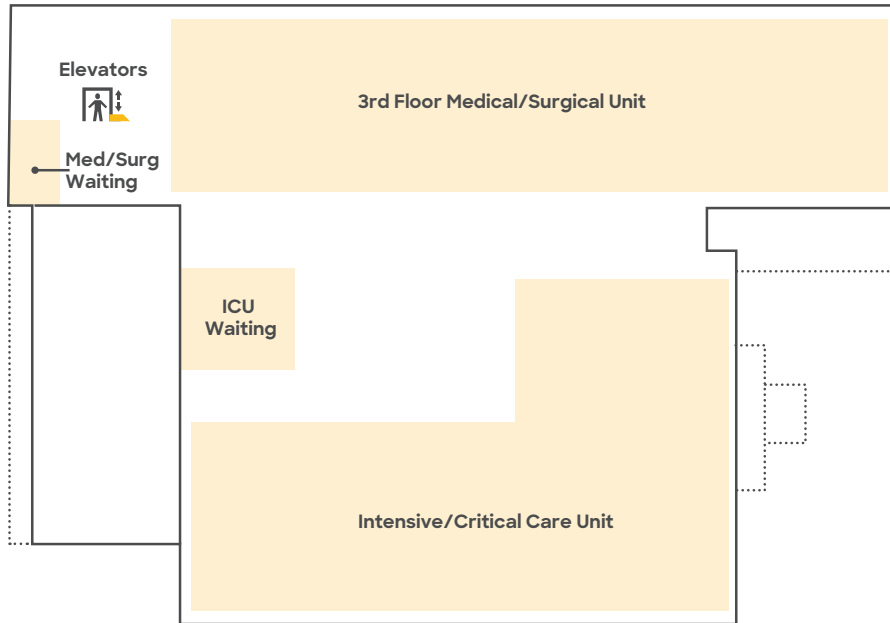 Elevators
3rd Floor Medical/Surgical Unit
Med/Surg
Waiting
ICU
Waiting
Intensive/Critical Care Unit